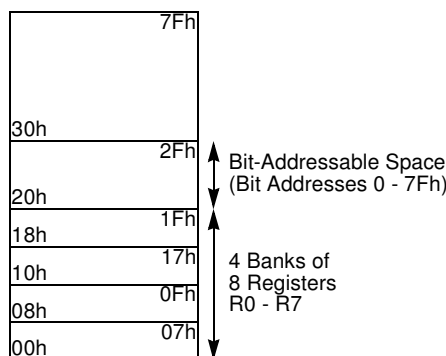 7Fh
30h
2Fh
Bit-Addressable Space
(Bit Addresses 0 - 7Fh)
20h
1Fh
18h
17h
4 Banks of
10h
8 Registers
0Fh
R0 - R7
08h
07h
00h